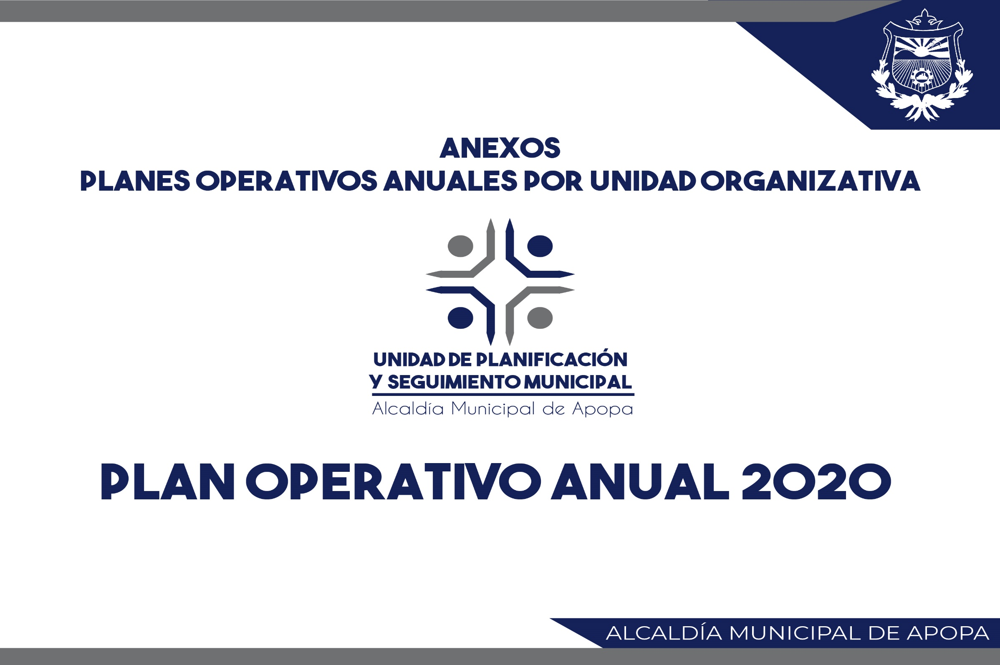 ANEXOS
PLANES OPERATIVOS ANUALES POR UNIDAD ORGANIZATIVA
UNIDAD DE PLANIFICACIÓN
Y SEGUIMIENTO MUNICIPAL
Alcaldía Municipal de Apopa
PLAN OPERATIVO ANUAL 2020
ALCALDÍA MUNICIPAL DE APOPA